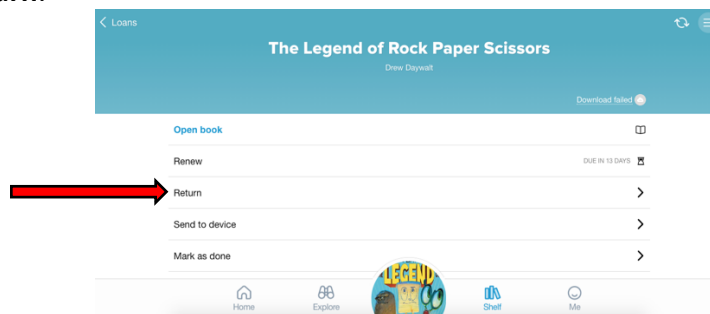 Loans
The Legend of Rock Paper Scissors
Drew Daywalt
Download failed
Open book
Renew DUE IN 13 DAYS
Return
Send to device
Mark as done
LEGEND
Home Explore Shelf Me